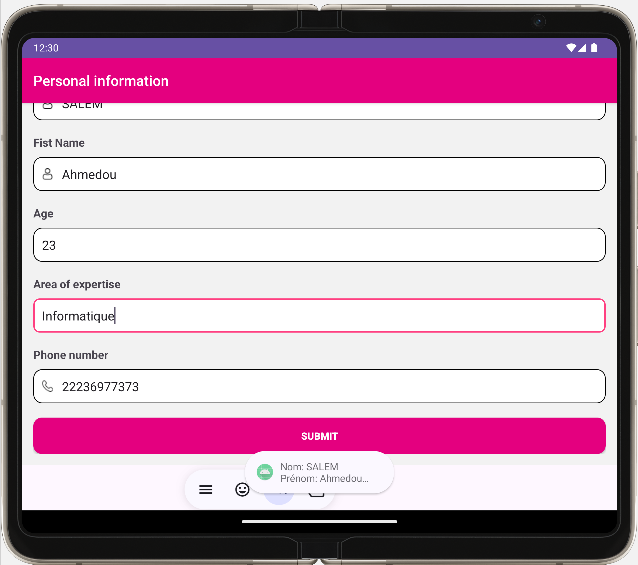 12:30
Personal information
SALEM
Fist Name
Ahmedou
Age
23
Area of expertise
Informatique
Phone number
22236977373
SUBMIT
Nom: SALEM
Prénom: Ahmedou...